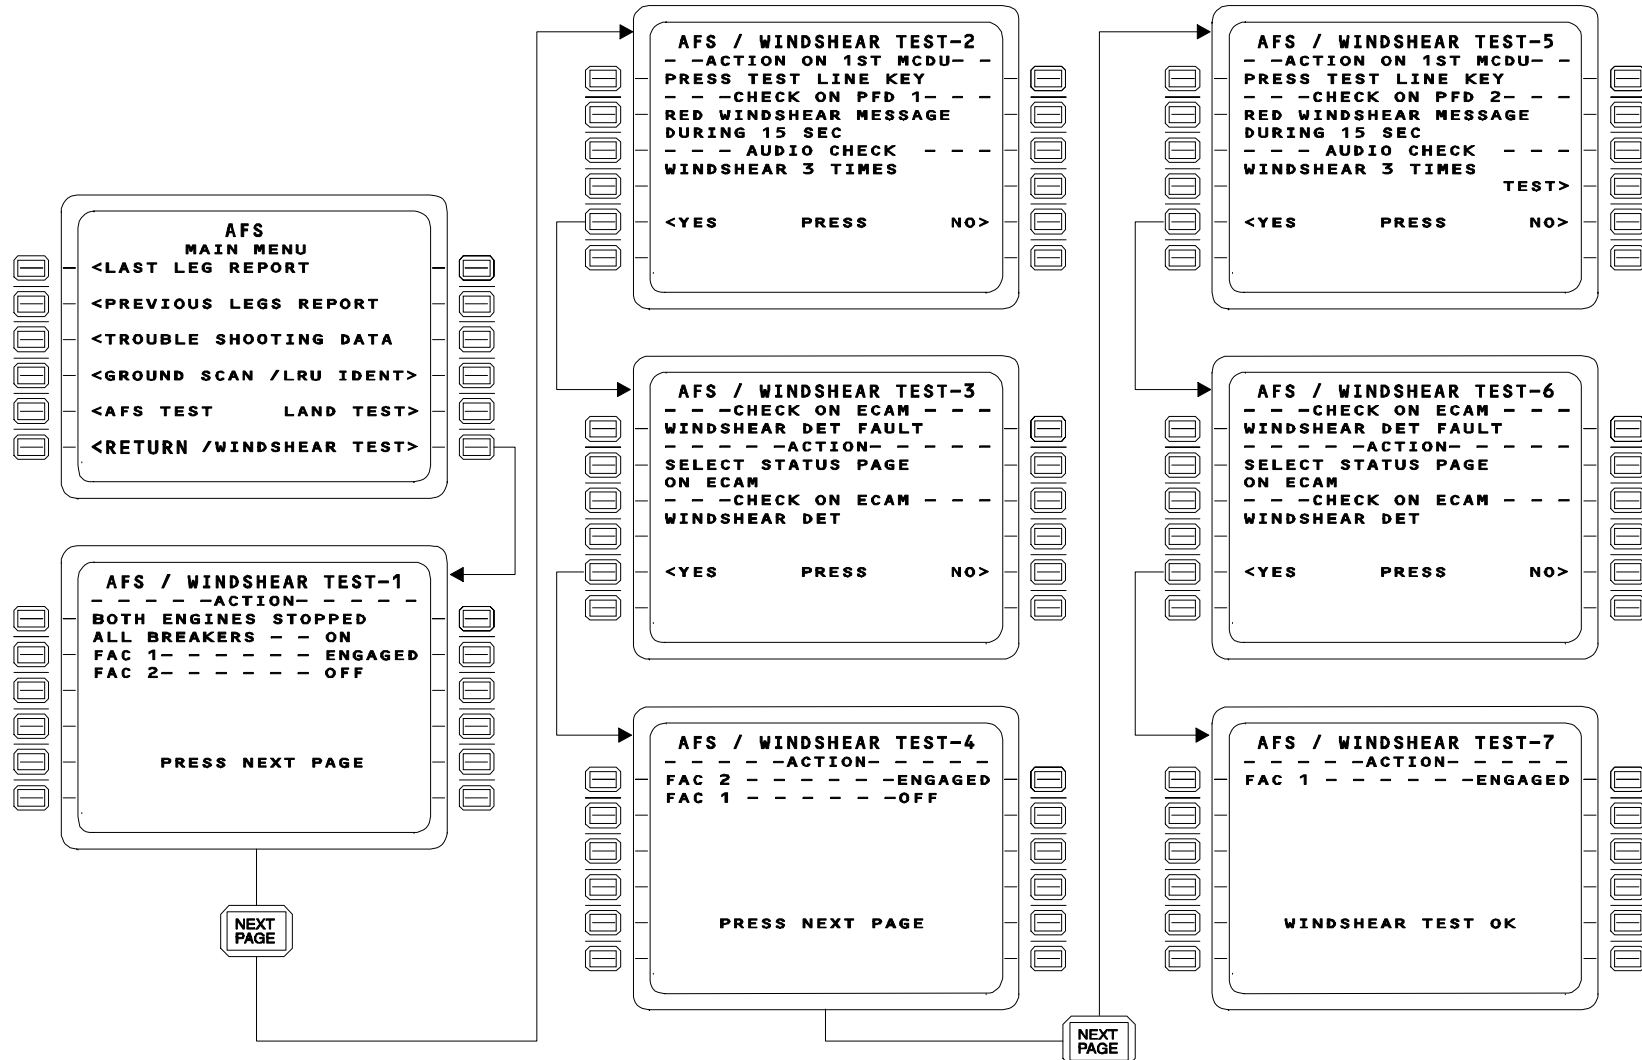 AFS
MAIN MENU
<LAST LEG REPORT
<PREVIOUS LEGS REPORT
<TROUBLE SHOOTING DATA
<GROUND SCAN /LRU IDENT>
<AFS TEST LAND TEST>
<RETURN /WINDSHEAR TEST>
AFS / WINDSHEAR TEST-1
- - - - -ACTION- - - - -
BOTH ENGINES STOPPED
ALL BREAKERS - - ON
FAC 1- - - - - - ENGAGED
FAC 2- - - - - - OFF
PRESS NEXT PAGE
NEXT
PAGE
AFS / WINDSHEAR TEST-2
- -ACTION ON 1ST MCDU- -
PRESS TEST LINE KEY
- - -CHECK ON PFD 1- - -
RED WINDSHEAR MESSAGE
DURING 15 SEC
- - - AUDIO CHECK - - -
WINDSHEAR 3 TIMES
<YES PRESS NO>
AFS / WINDSHEAR TEST-3
- - -CHECK ON ECAM - - -
WINDSHEAR DET FAULT
- - - - -ACTION- - - - -
SELECT STATUS PAGE
ON ECAM
- - -CHECK ON ECAM - - -
WINDSHEAR DET
<YES PRESS NO>
AFS / WINDSHEAR TEST-4
- - - - -ACTION- - - - -
FAC 2 - - - - - -ENGAGED
FAC 1 - - - - - -OFF
PRESS NEXT PAGE
NEXT
PAGE
AFS / WINDSHEAR TEST-5
- -ACTION ON 1ST MCDU- -
PRESS TEST LINE KEY
- - -CHECK ON PFD 2- - -
RED WINDSHEAR MESSAGE
DURING 15 SEC
- - - AUDIO CHECK - - -
WINDSHEAR 3 TIMES
TEST>
<YES PRESS NO>
AFS / WINDSHEAR TEST-6
- - -CHECK ON ECAM - - -
WINDSHEAR DET FAULT
- - - - -ACTION- - - - -
SELECT STATUS PAGE
ON ECAM
- - -CHECK ON ECAM - - -
WINDSHEAR DET
<YES PRESS NO>
AFS / WINDSHEAR TEST-7
- - - - -ACTION- - - - -
FAC 1 - - - - - -ENGAGED
WINDSHEAR TEST OK